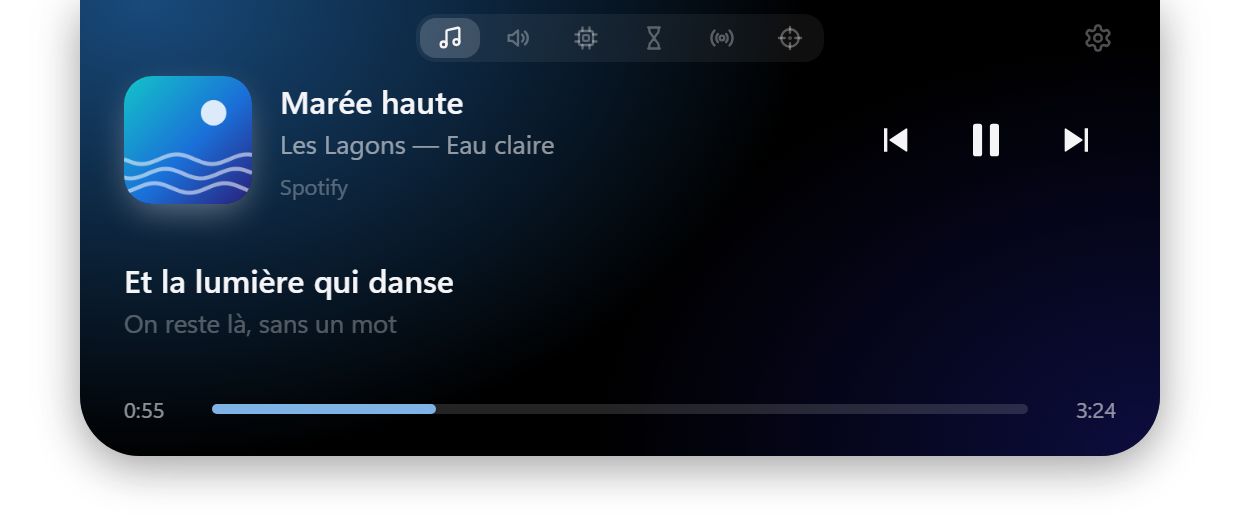 Marée haute
Les Lagons — Eau claire
Spotify
Et la lumière qui danse
On reste là, sans un mot
0:55
3:24